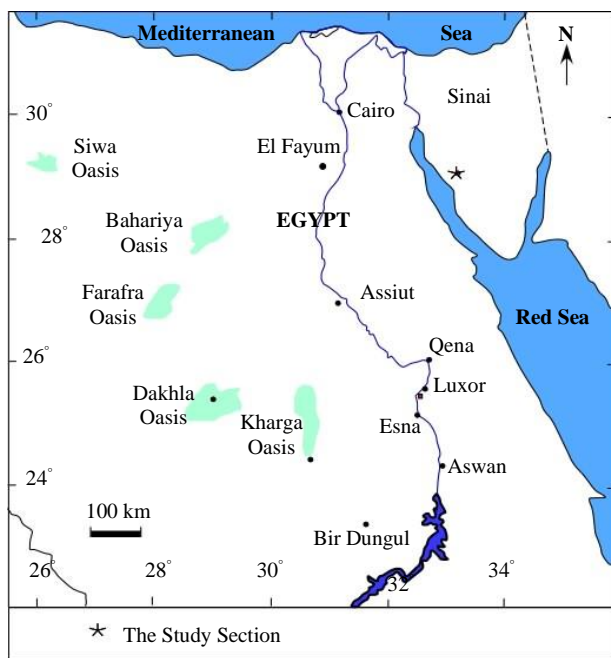 Mediterranean Sea
N
Sinai
30°
Cairo
Siwa
Oasis
El Fayum
EGYPT
Bahariya
Oasis
28°
Farafra
Oasis
Assiut
Red Sea
26°
Qena
Dakhla
Oasis
Luxor
Kharga
Oasis
Esna
24°
Aswan
100 km
Bir Dungul
26°
28°
30°
32°
34°
The Study Section